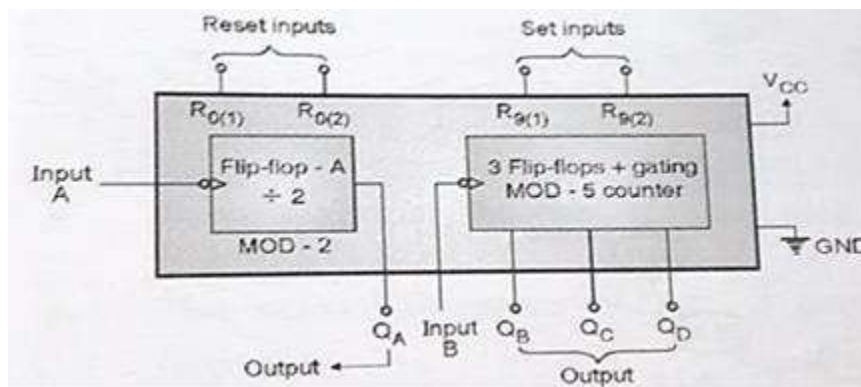 Reset inputs
Set inputs
VCC
R0(1)
R0(2)
R9(1)
R9(2)
Input
A
Flip-flop - A
÷ 2
MOD - 2
3 Flip-flops + gating
MOD - 5 counter
GND
QA
Input
B
QB
QC
QD
Output
Output